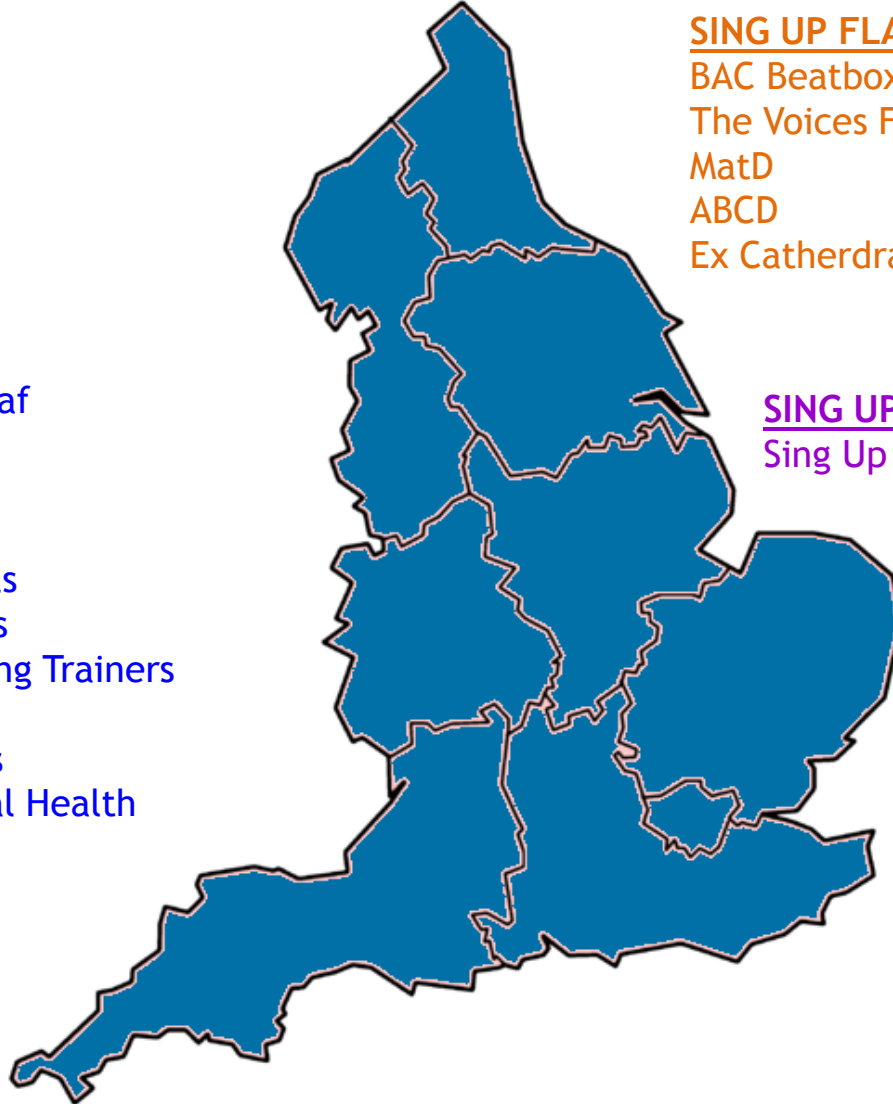 SING UP FLA
BAC Beatbox
The Voices F
MatD
ABCD
Ex Catherdra
SING UP
Sing Up
af
s
ng Trainers
al Health